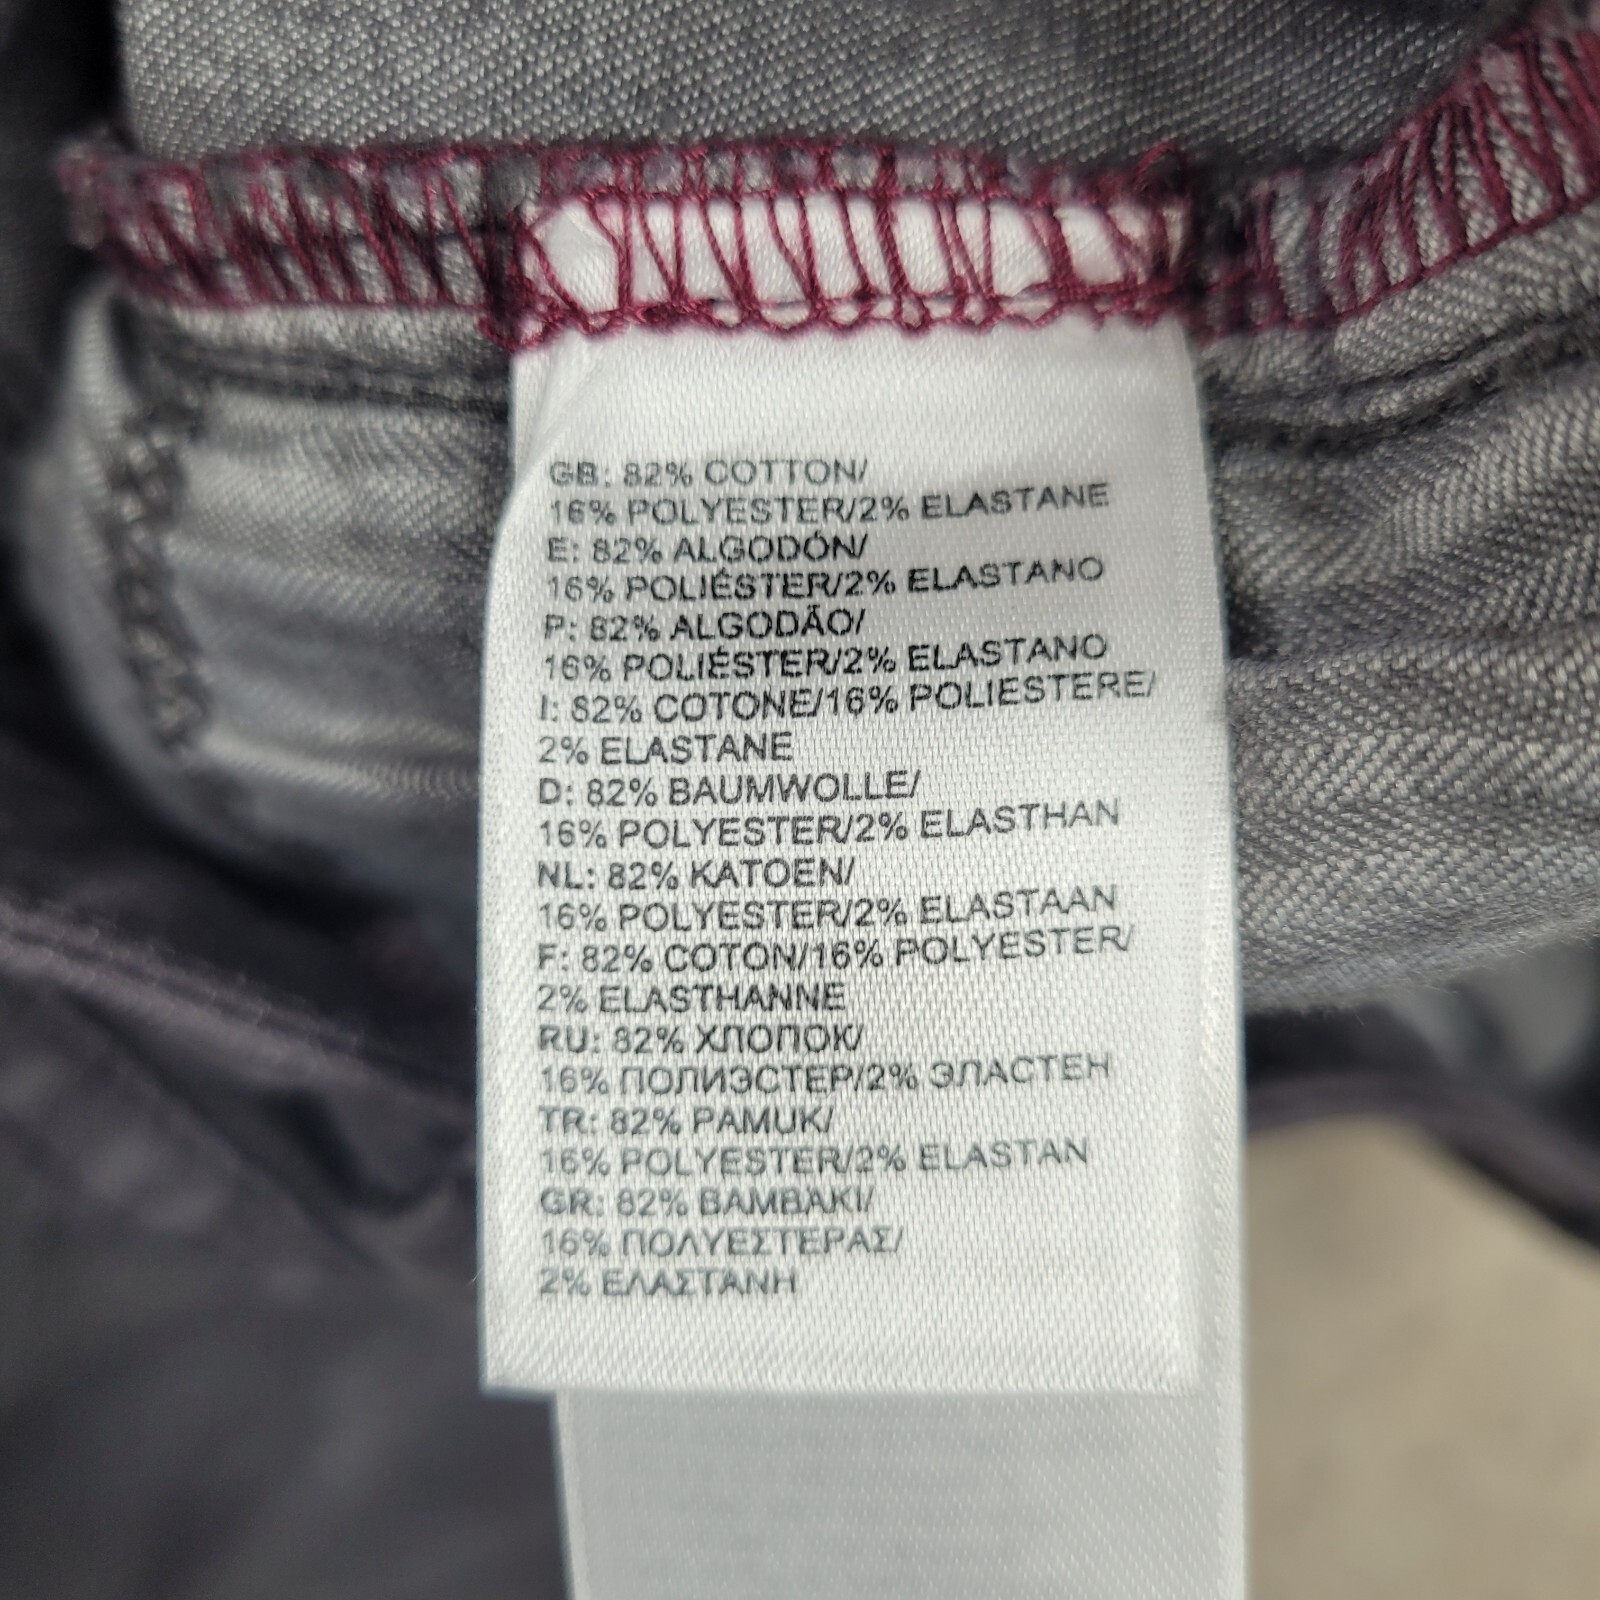 GB: 82% COTTON/
16% POLYESTER/2% ELASTANE
E: 82% ALGODÓN/
16% POLIÉSTER/2% ELASTANO
P: 82% ALGODÃO/
16% POLIÉSTER/2% ELASTANO
I: 82% COTONE/16% POLIESTERE/
2% ELASTANE
D: 82% BAUMWOLLE/
16% POLYESTER/2% ELASTHAN
NL: 82% KATOEN/
16% POLYESTER/2% ELASTAAN
F: 82% COTON/16% POLYESTER/
2% ELASTHANNE
RU: 82% ХЛОПОК/
16% ПОЛИЭСТЕР/2% ЭЛАСТЕН
TR: 82% PAMUK/
16% POLYESTER/2% ELASTAN
GR: 82% ΒΑΜΒΑΚΙ/
16% ΠΟΛΥΕΣΤΕΡΑΣ/
2% ΕΛΑΣΤΑΝΗ